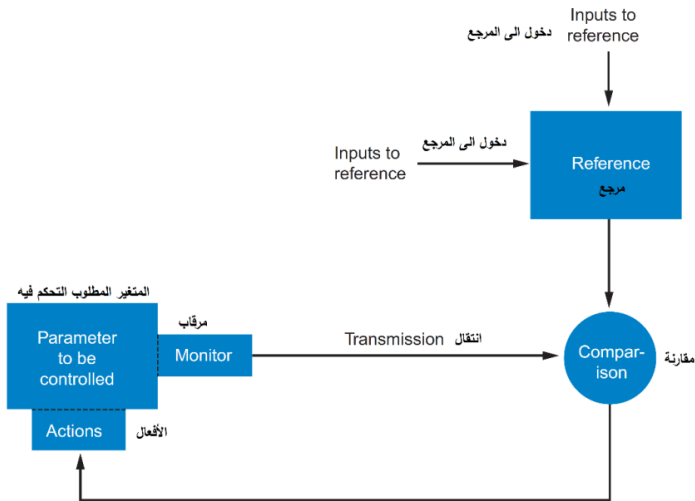 Inputs to
reference
دخول الى المرجع
Inputs to
reference
دخول الى المرجع
Reference
مرجع
المتغير المطلوب التحكم فيه
Parameter
to be
controlled
مرقاب
Monitor
Transmission انتقال
Compar-
ison
مقارنة
Actions
الأفعال